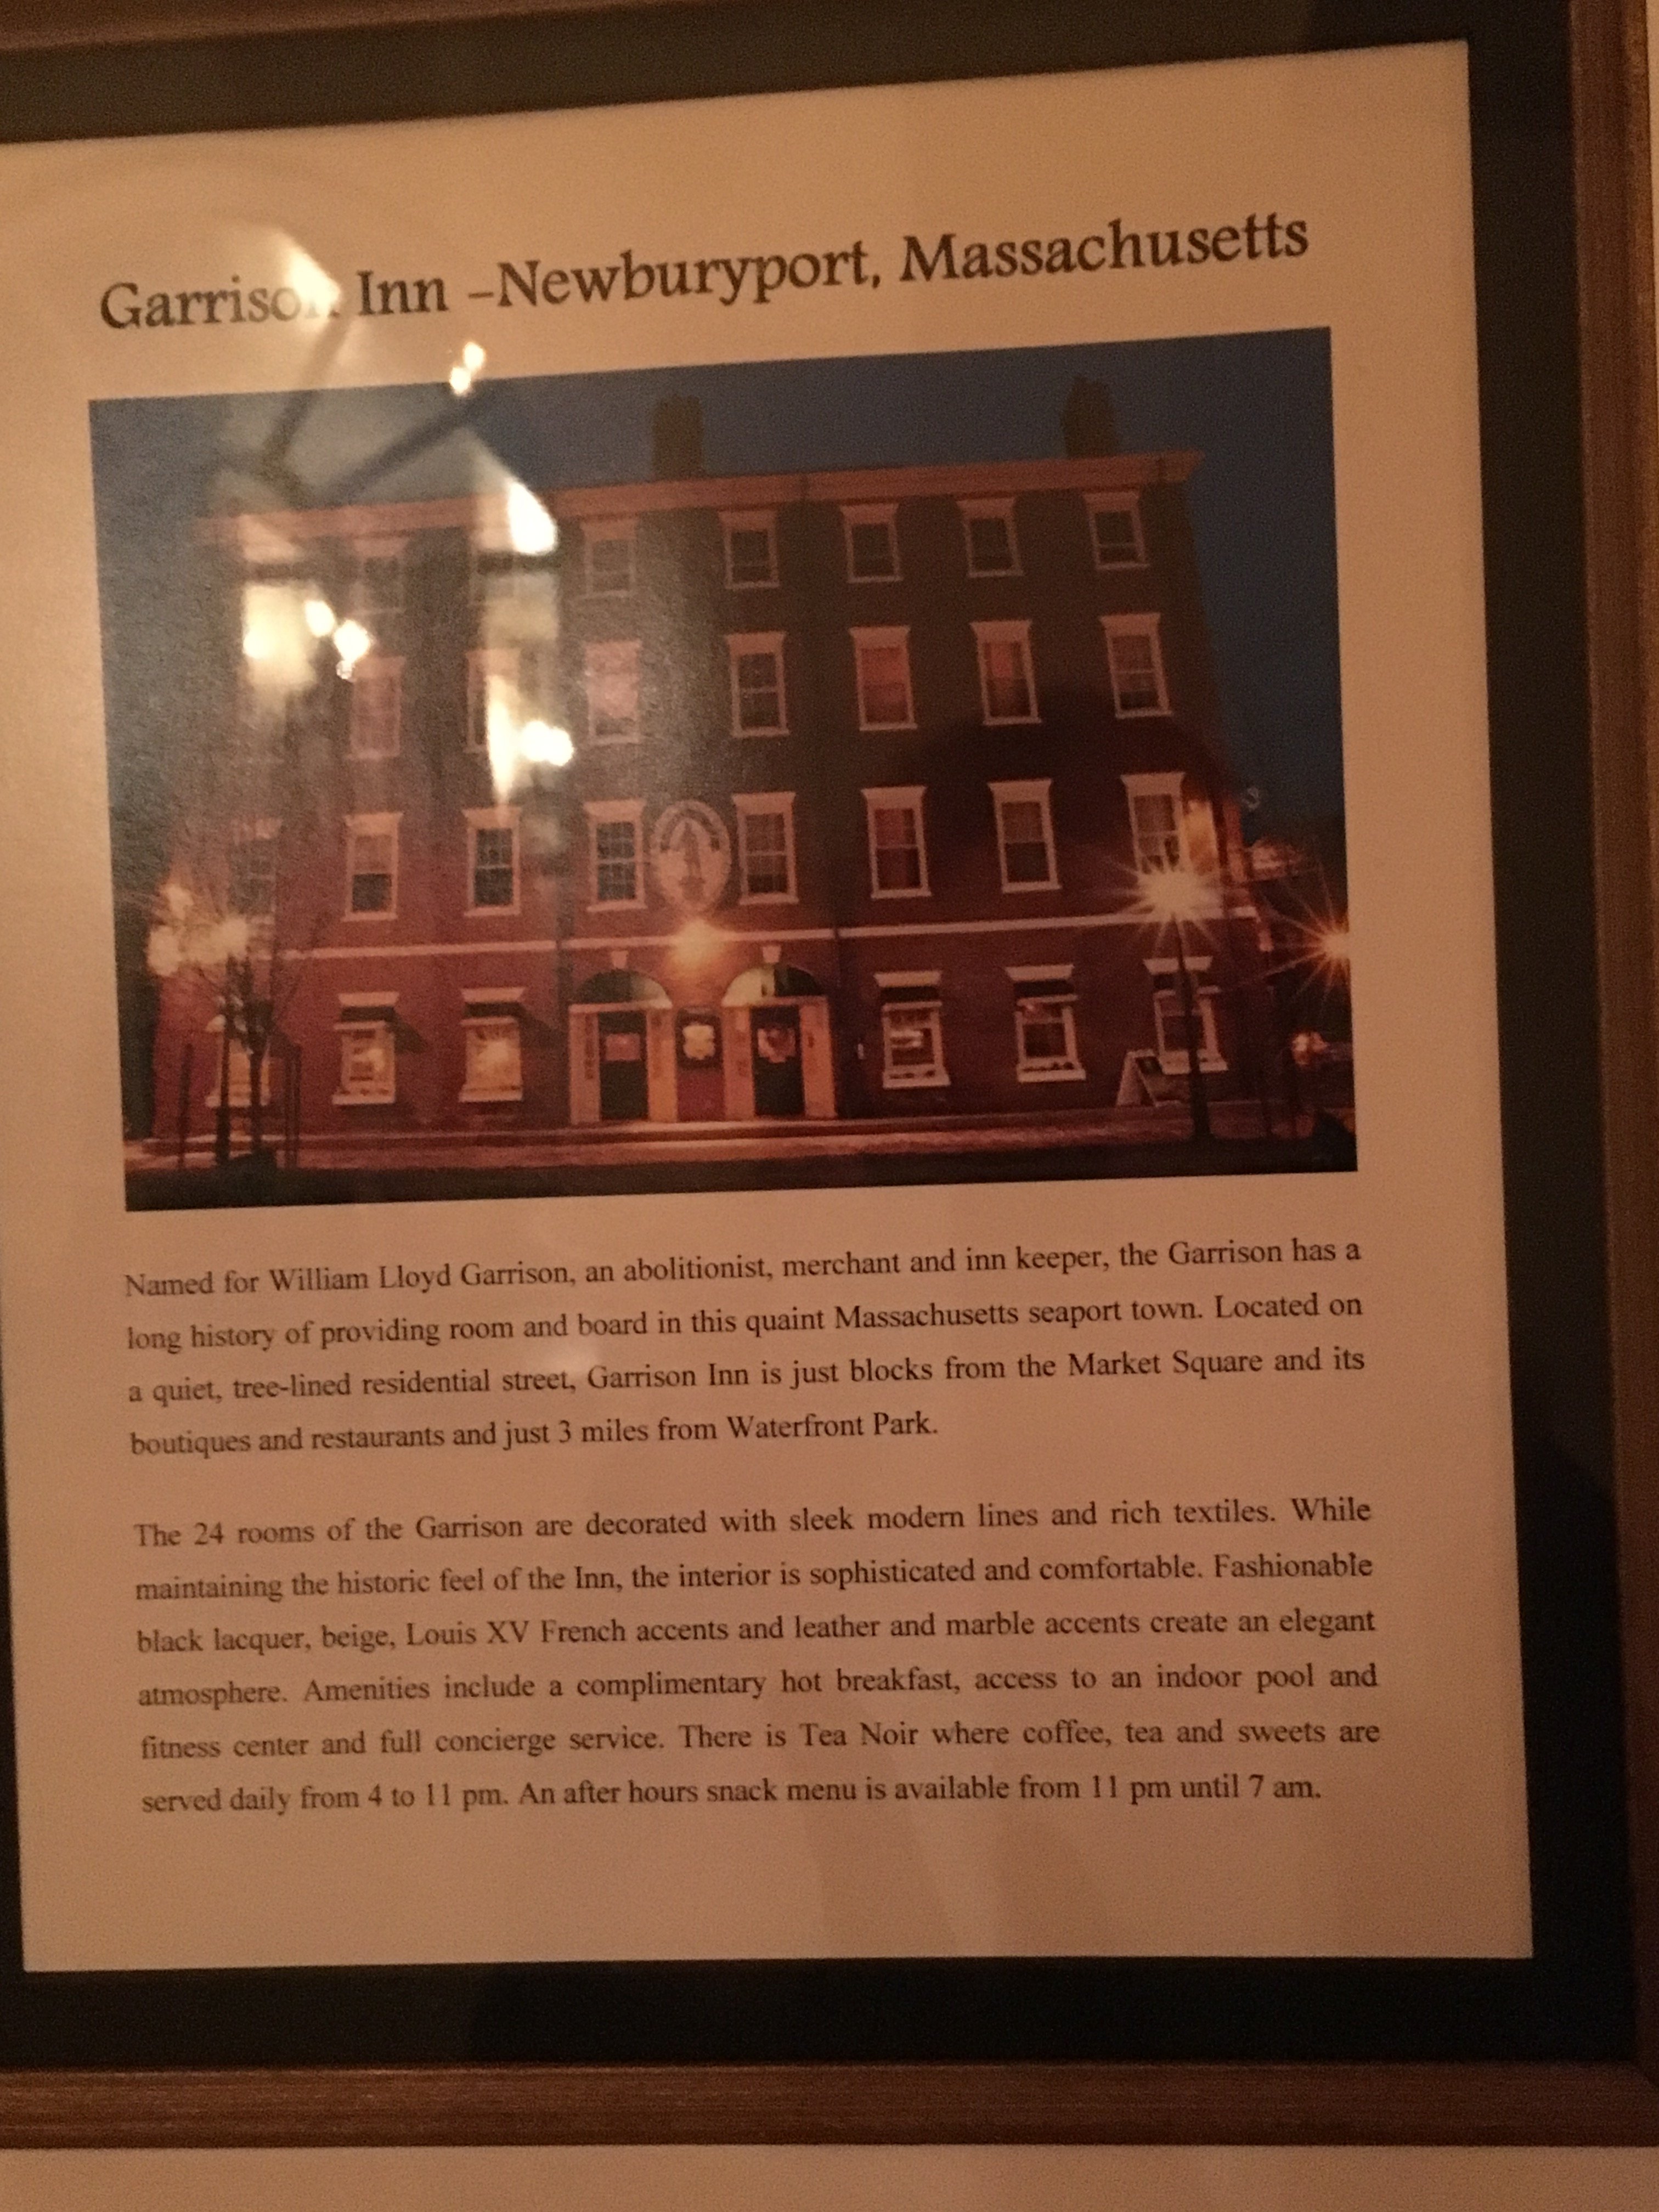 Garrison Inn –Newburyport, Massachusetts
Named for William Lloyd Garrison, an abolitionist, merchant and inn keeper, the Garrison has a
long history of providing room and board in this quaint Massachusetts seaport town. Located on
a quiet, tree-lined residential street, Garrison Inn is just blocks from the Market Square and its
boutiques and restaurants and just 3 miles from Waterfront Park.
The 24 rooms of the Garrison are decorated with sleek modern lines and rich textiles. While
maintaining the historic feel of the Inn, the interior is sophisticated and comfortable. Fashionable
black lacquer, beige, Louis XV French accents and leather and marble accents create an elegant
atmosphere. Amenities include a complimentary hot breakfast, access to an indoor pool and
fitness center and full concierge service. There is Tea Noir where coffee, tea and sweets are
served daily from 4 to 11 pm. An after hours snack menu is available from 11 pm until 7 am.